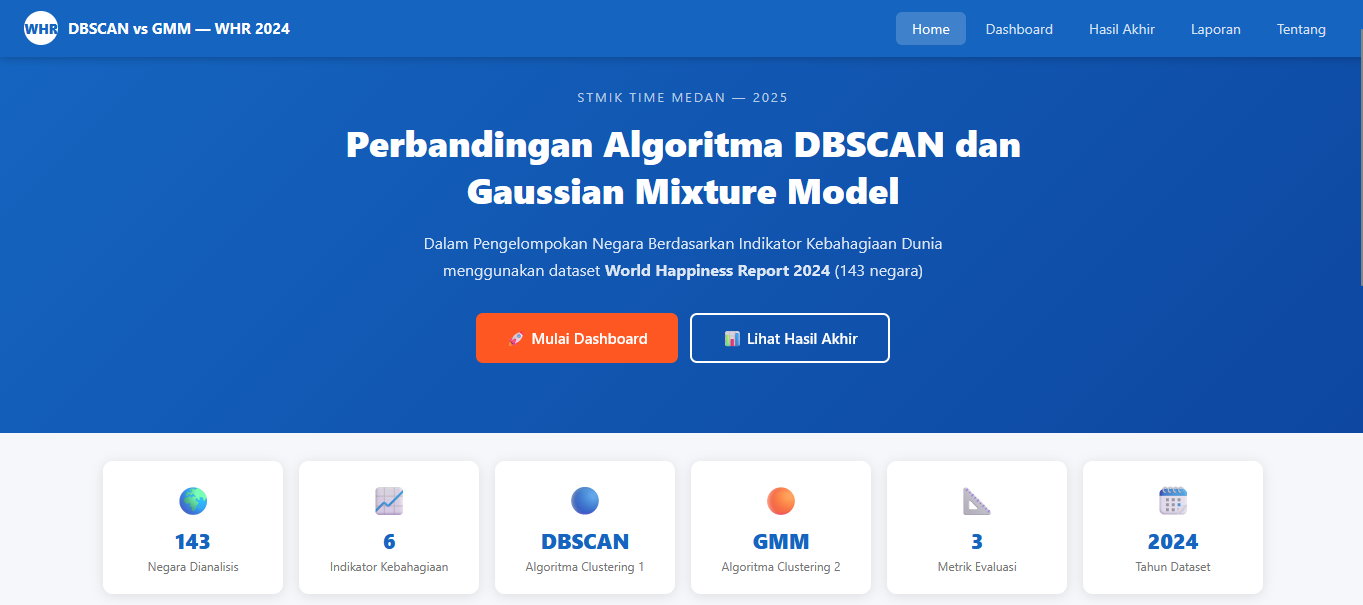 WHR
DBSCAN vs GMM — WHR 2024
Home
Dashboard
Hasil Akhir
Laporan
Tentang
STMIK TIME MEDAN — 2025
Perbandingan Algoritma DBSCAN dan
Gaussian Mixture Model
Dalam Pengelompokan Negara Berdasarkan Indikator Kebahagiaan Dunia
menggunakan dataset World Happiness Report 2024 (143 negara)
🚀 Mulai Dashboard
📊 Lihat Hasil Akhir
143
Negara Dianalisis
6
Indikator Kebahagiaan
DBSCAN
Algoritma Clustering 1
GMM
Algoritma Clustering 2
3
Metrik Evaluasi
2024
Tahun Dataset